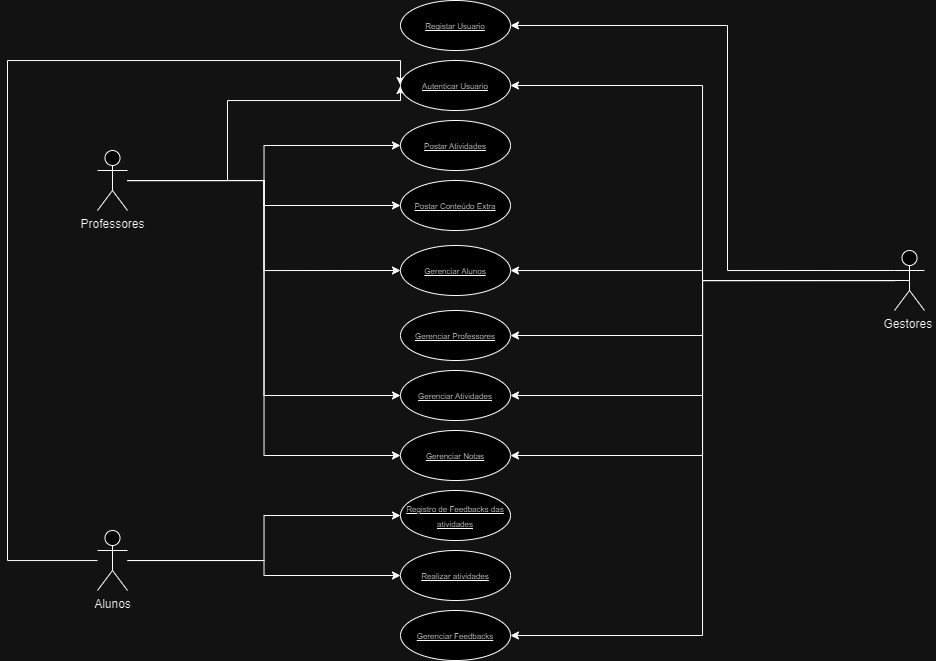 Registar Usuario
Autenticar Usuario
Postar Atividades
Postar Conteúdo Extra
Professores
Gerenciar Alunos
Gestores
Gerenciar Professores
Gerenciar Atividades
Gerenciar Notas
Registro de Feedbacks das
atividades
Realizar atividades
Alunos
Gerenciar Feedbacks